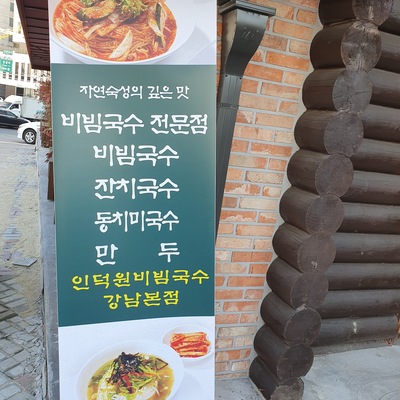 자연숙성의 깊은 맛
비빔국수 전문점
비빔국수
잔치국수
동치미국수
만 두
인덕원비빔국수
강남본점